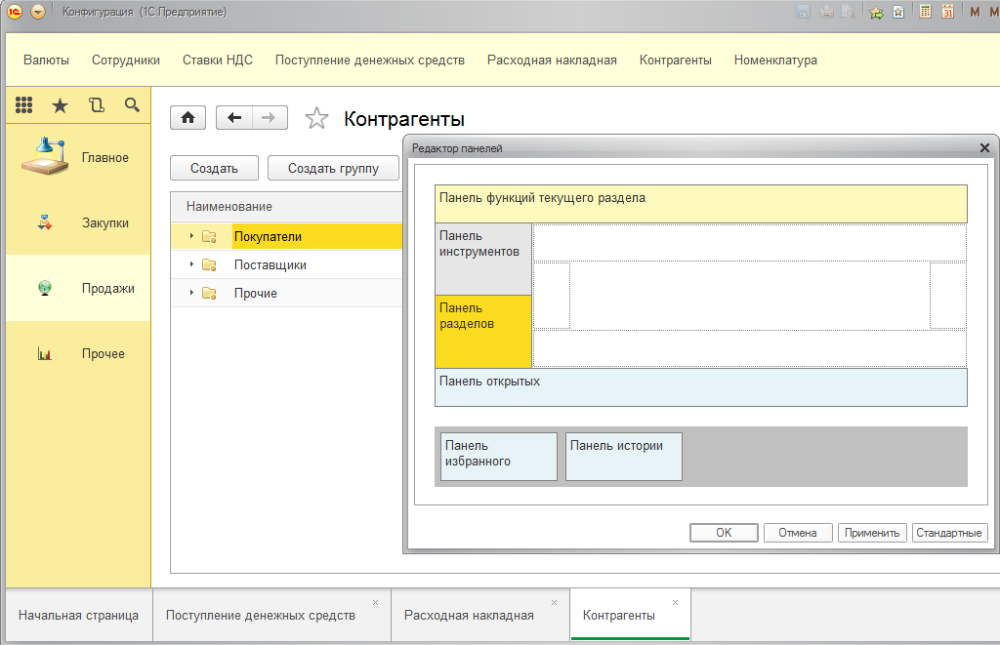 Конфигурация (1С:Предприятие)
M M
Валюты Сотрудники Ставки НДС Поступление денежных средств Расходная накладная Контрагенты Номенклатура
Главное
Закупки
Продажи
Прочее
Контрагенты
Создать Создать группу
Наименование
Покупатели
Поставщики
Прочие
Редактор панелей
Панель функций текущего раздела
Панель
инструментов
Панель
разделов
Панель открытых
Панель
избранного
Панель истории
OK Отмена Применить Стандартные
Начальная страница Поступление денежных средств Расходная накладная Контрагенты